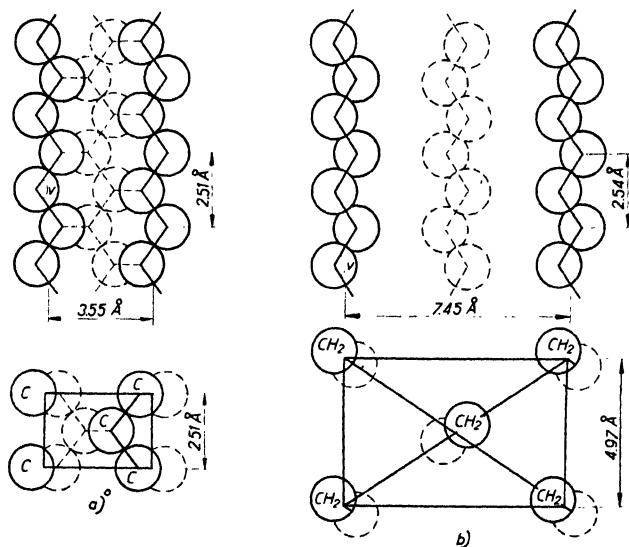 2.51 Å
3.55 Å
2.54 Å
7.45 Å
C C
C
C C
2.51 Å
a)°
CH₂ CH₂
CH₂
CH₂ CH₂
4.97 Å
b)